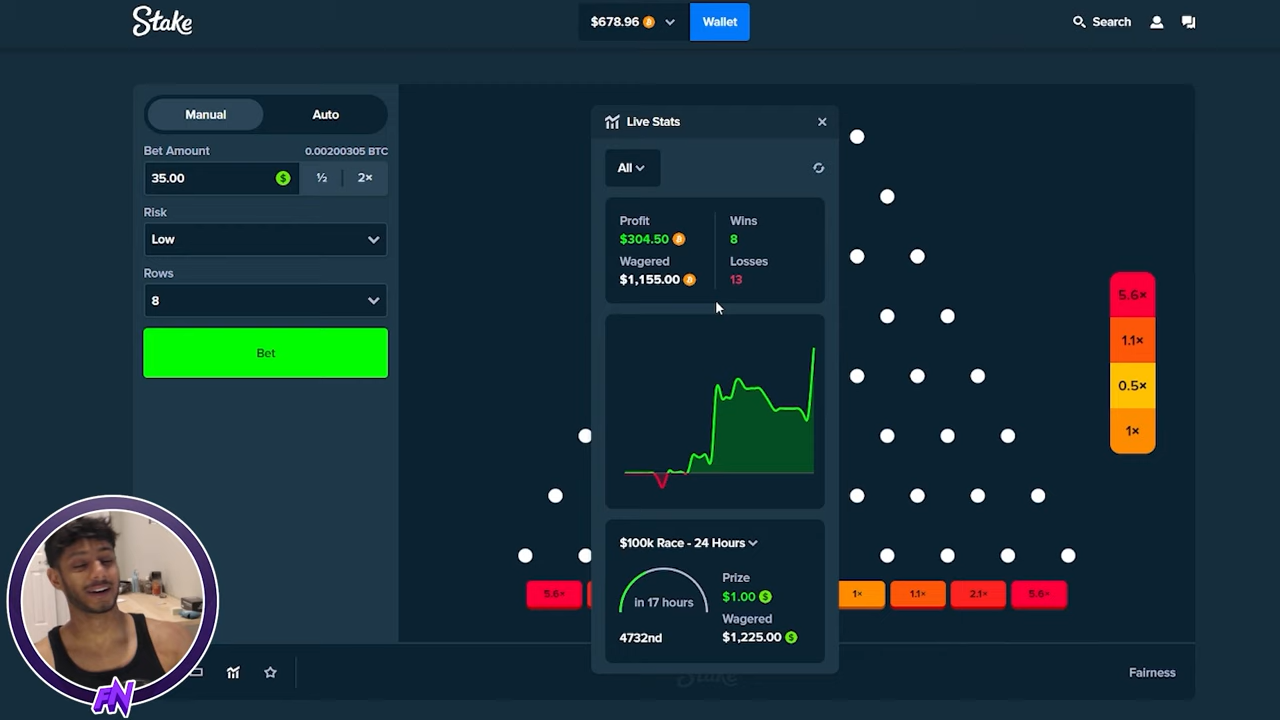 Stake
$678.96
Wallet
Search
Manual
Auto
Bet Amount
0.00200305 BTC
35.00
½
2×
Risk
Low
Rows
8
Bet
Live Stats
All
Profit
$304.50
Wins
8
Wagered
$1,155.00
Losses
13
$100k Race - 24 Hours
in 17 hours
4732nd
Prize
$1.00
Wagered
$1,225.00
5.6×
1.1×
0.5×
1×
5.6×
1×
1.1×
2.1×
5.6×
Stake
Fairness
FN